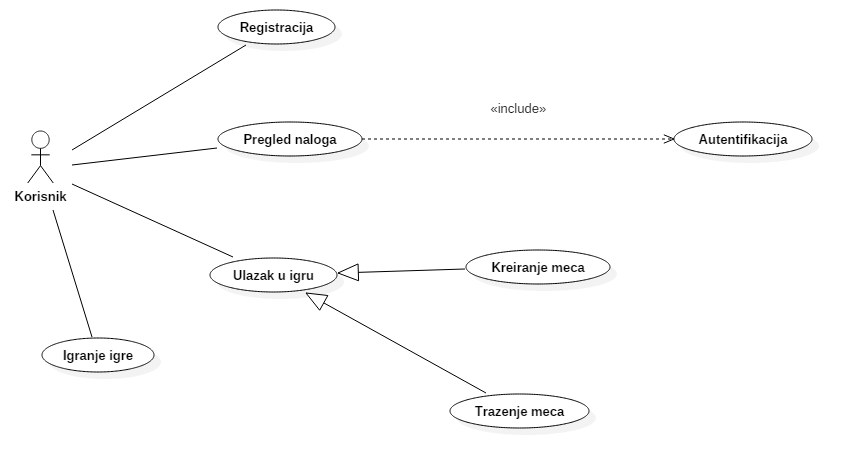 Registracija
«include»
Pregled naloga
Autentifikacija
Korisnik
Ulazak u igru
Kreiranje meca
Igranje igre
Trazenje meca